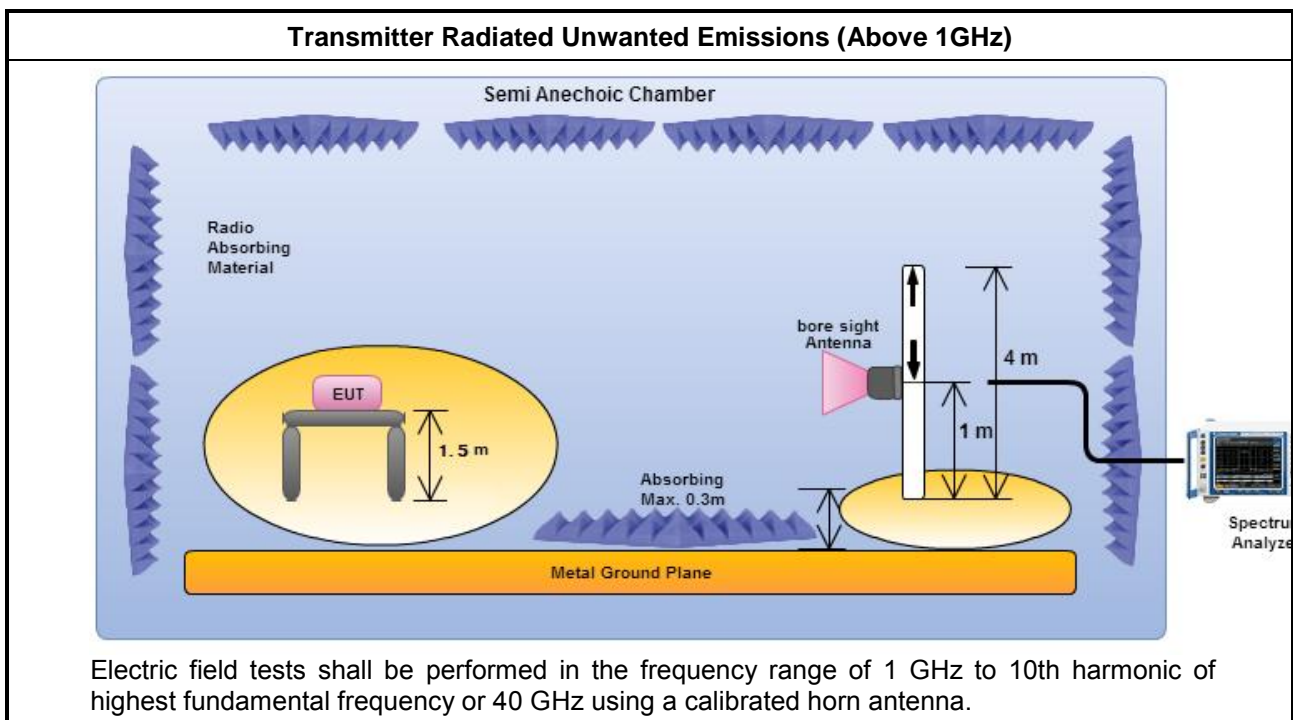 Transmitter Radiated Unwanted Emissions (Above 1GHz)
Semi Anechoic Chamber
Radio
Absorbing
Material
bore sight
Antenna
4 m
EUT
1.5 m
1 m
Absorbing
Max. 0.3m
Spectru
Analyze
Metal Ground Plane
Electric field tests shall be performed in the frequency range of 1 GHz to 10th harmonic of
highest fundamental frequency or 40 GHz using a calibrated horn antenna.